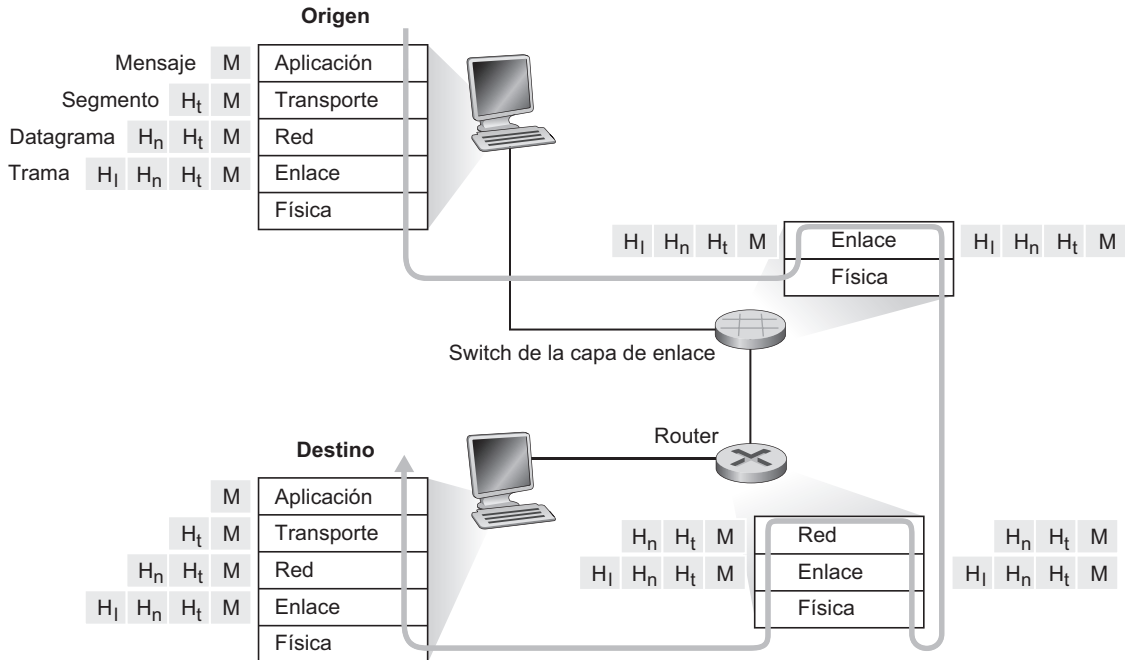 Origen
Mensaje M Aplicación
Segmento Ht M Transporte
Datagrama Hn Ht M Red
Trama Hl Hn Ht M Enlace
Física
Hl Hn Ht M Enlace Hl Hn Ht M
Física
Switch de la capa de enlace
Router
Destino
M Aplicación
Ht M Transporte
Hn Ht M Red
Hl Hn Ht M Enlace
Física
Hn Ht M Red Hn Ht M
Hl Hn Ht M Enlace Hl Hn Ht M
Física